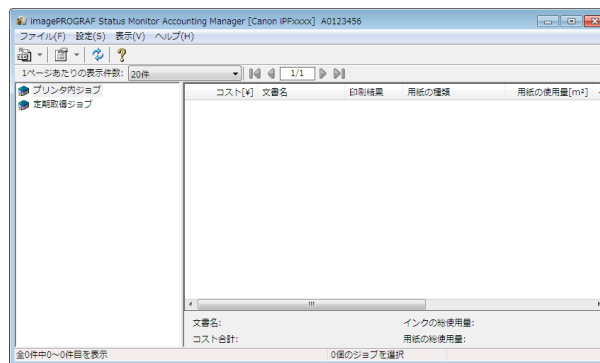 imagePROGRAF Status Monitor Accounting Manager [Canon iPFxxxx] A0123456
ファイル(F) 設定(S) 表示(V) ヘルプ(H)
1ページあたりの表示件数: 20件 1/1
プリンタ内ジョブ
定期取得ジョブ
コスト[¥] 文書名 印刷結果 用紙の種類 用紙の使用量[m²]
文書名: インクの総使用量:
コスト合計: 用紙の総使用量:
全0件中0~0件目を表示 0個のジョブを選択